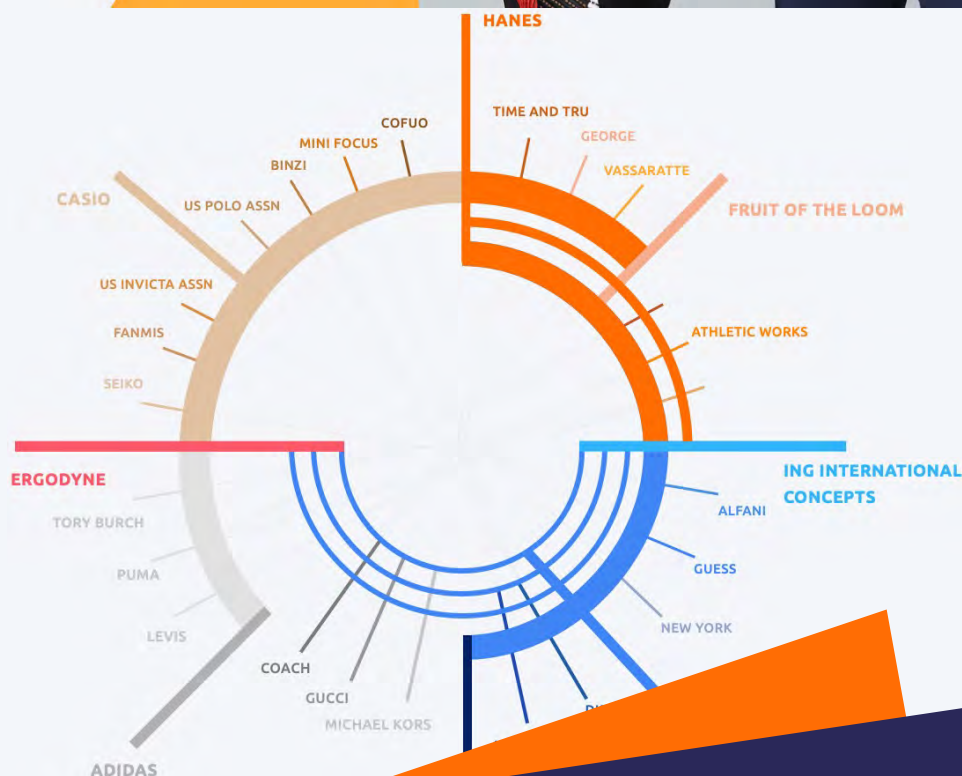 HANES
TIME AND TRU
COFUO
GEORGE
MINI FOCUS
BINZI
VASSARATTE
CASIO
US POLO ASSN
FRUIT OF THE LOOM
US INVICTA ASSN
FANMIS
ATHLETIC WORKS
SEIKO
ERGODYNE
ING INTERNATIONAL
CONCEPTS
ALFANI
TORY BURCH
PUMA
GUESS
LEVIS
NEW YORK
COACH
GUCCI
MICHAEL KORS
ADIDAS